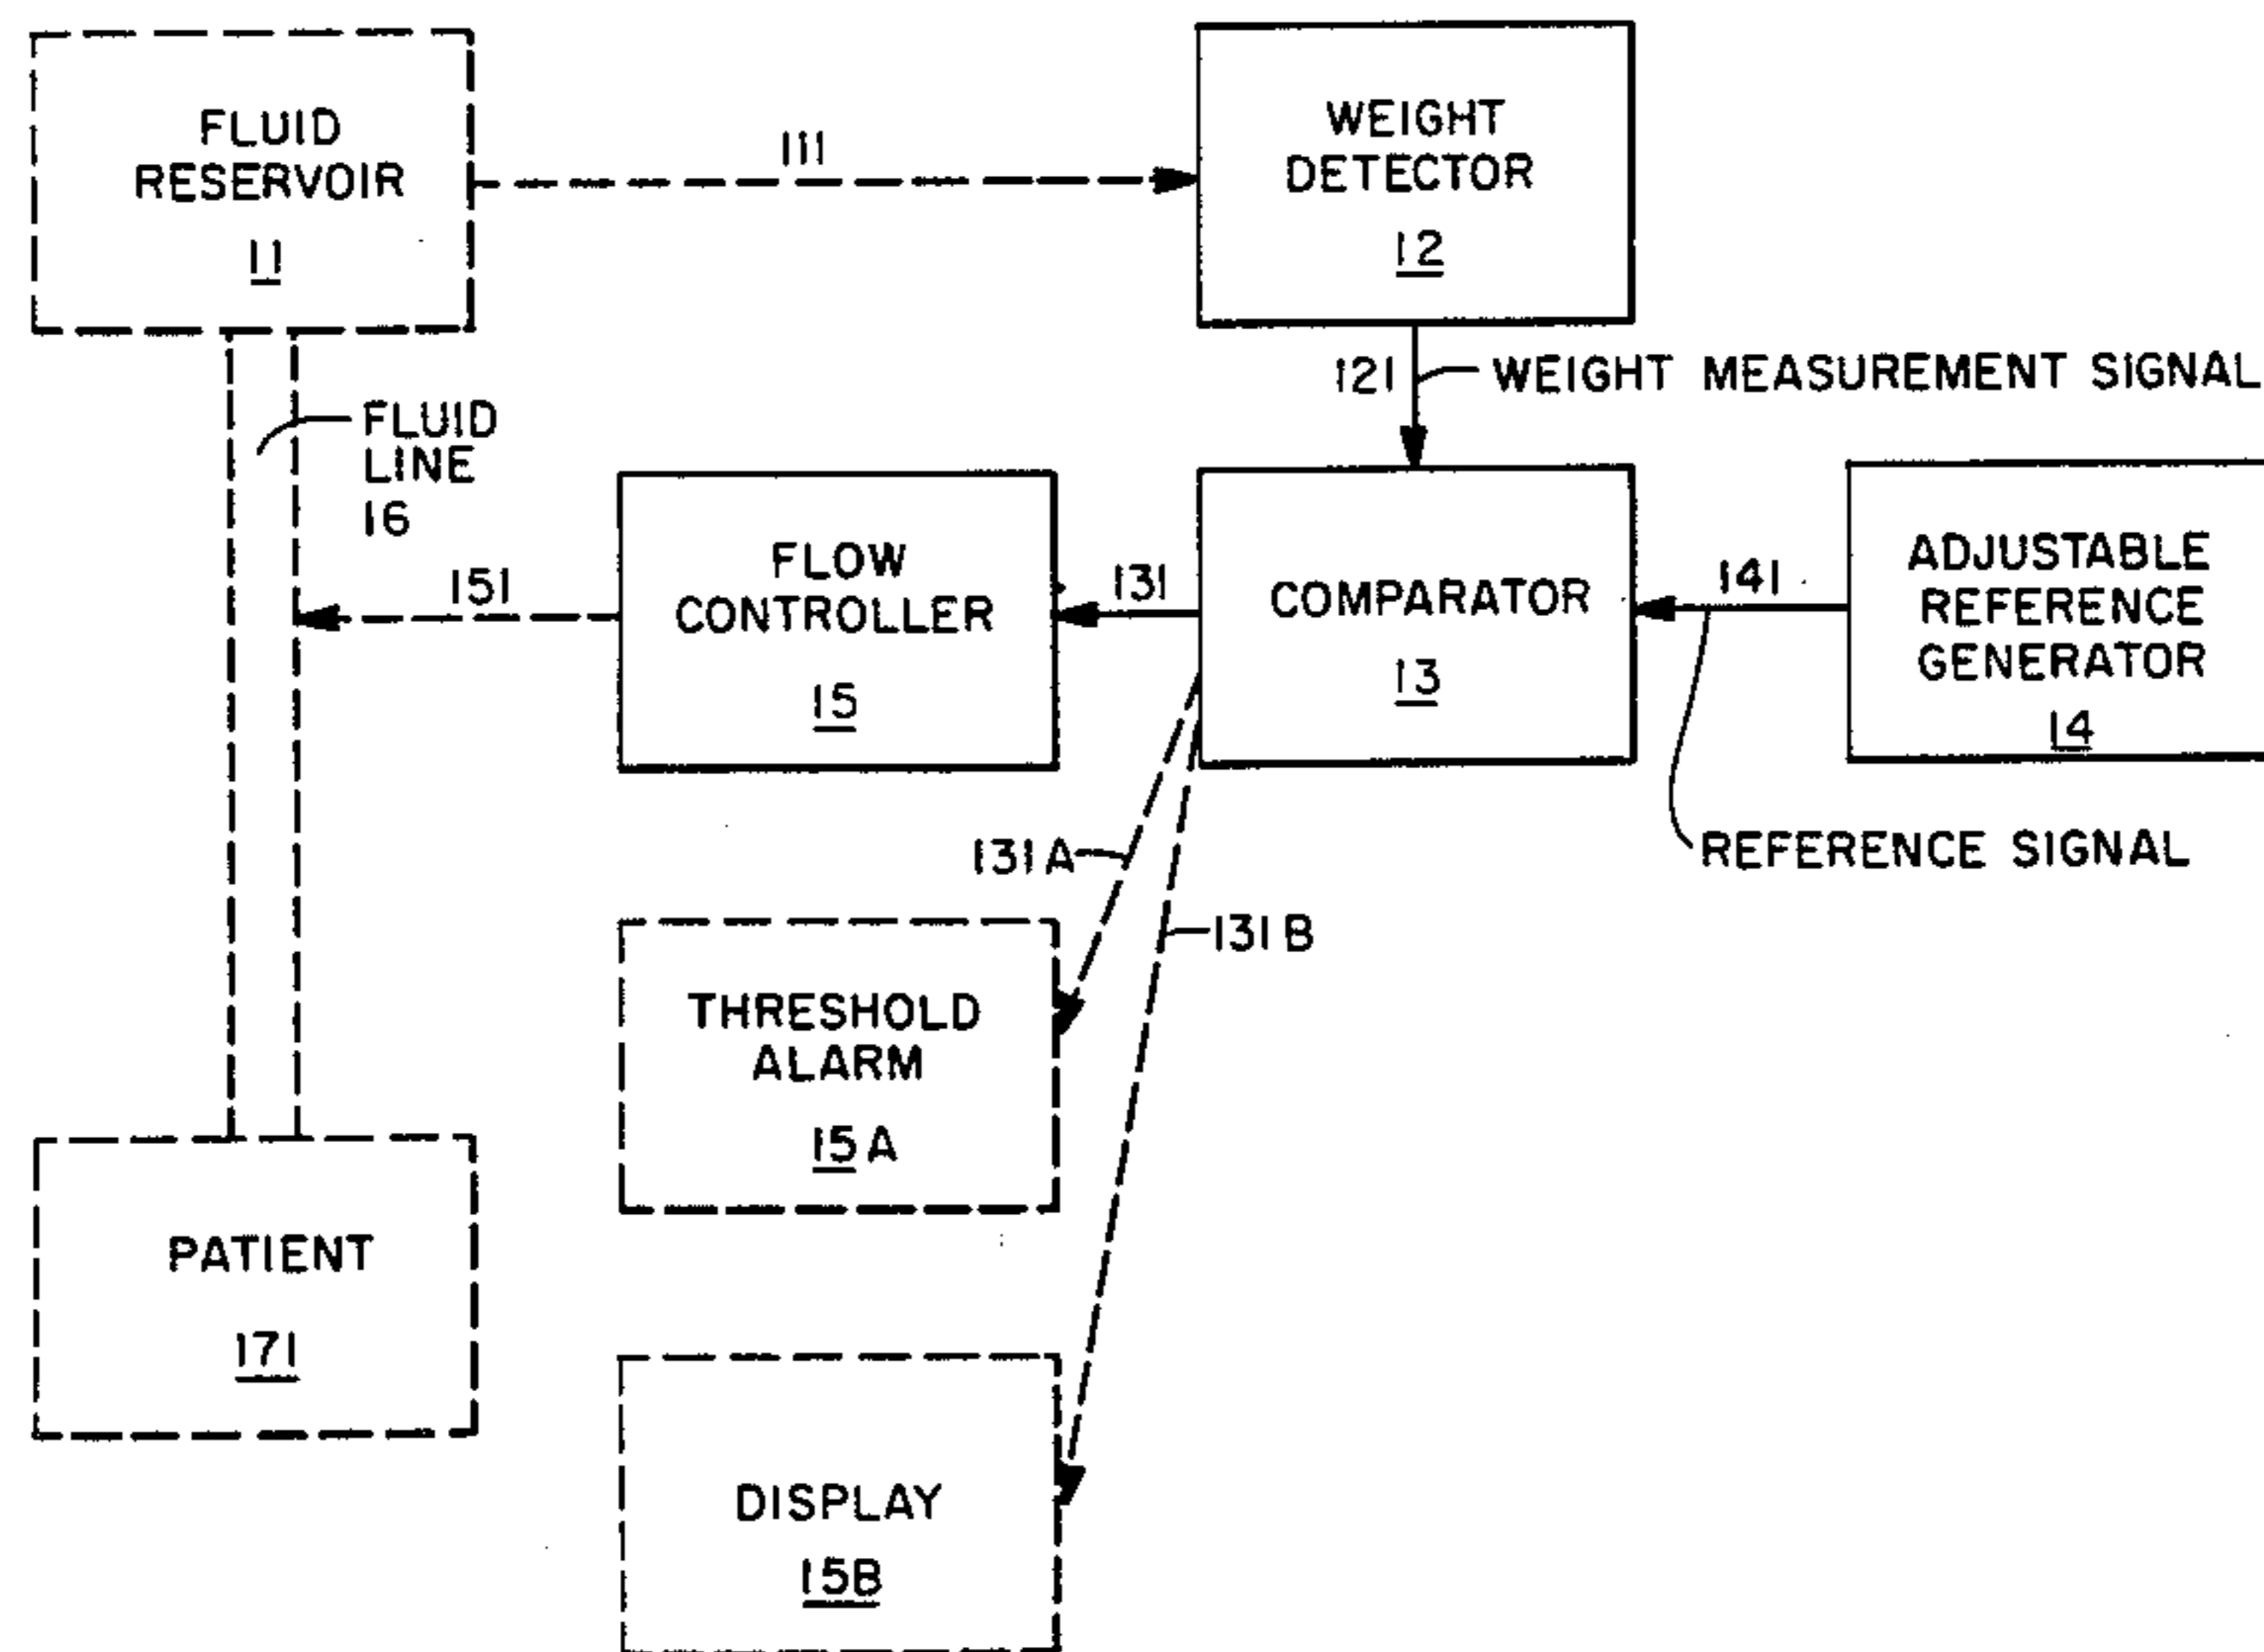 FLUID
RESERVOIR
11
111
WEIGHT
DETECTOR
12
121
WEIGHT MEASUREMENT SIGNAL
FLUID
LINE
16
151
FLOW
CONTROLLER
15
131
COMPARATOR
13
141
ADJUSTABLE
REFERENCE
GENERATOR
14
REFERENCE SIGNAL
131A
131B
THRESHOLD
ALARM
15A
PATIENT
171
DISPLAY
15B